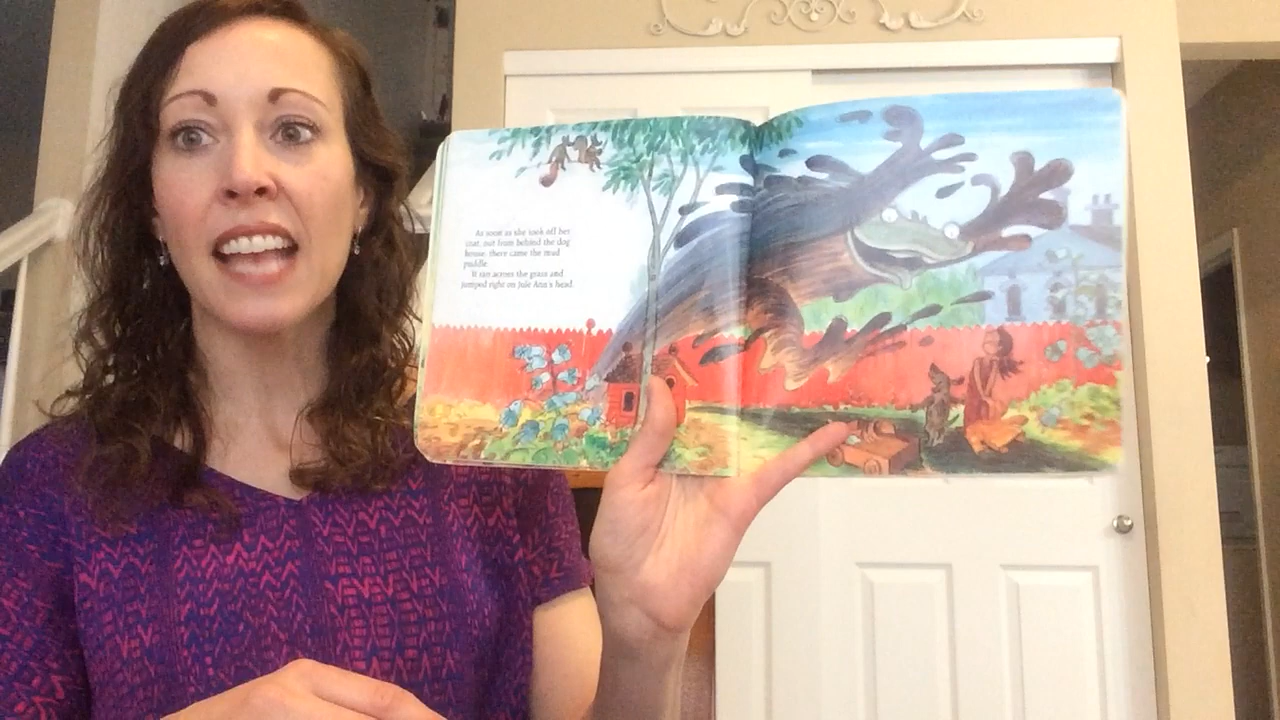 As soon as she took off her
coat, out from behind the dog
house, there came the mud
puddle.
It ran across the grass and
jumped right on Jule Ann's head.